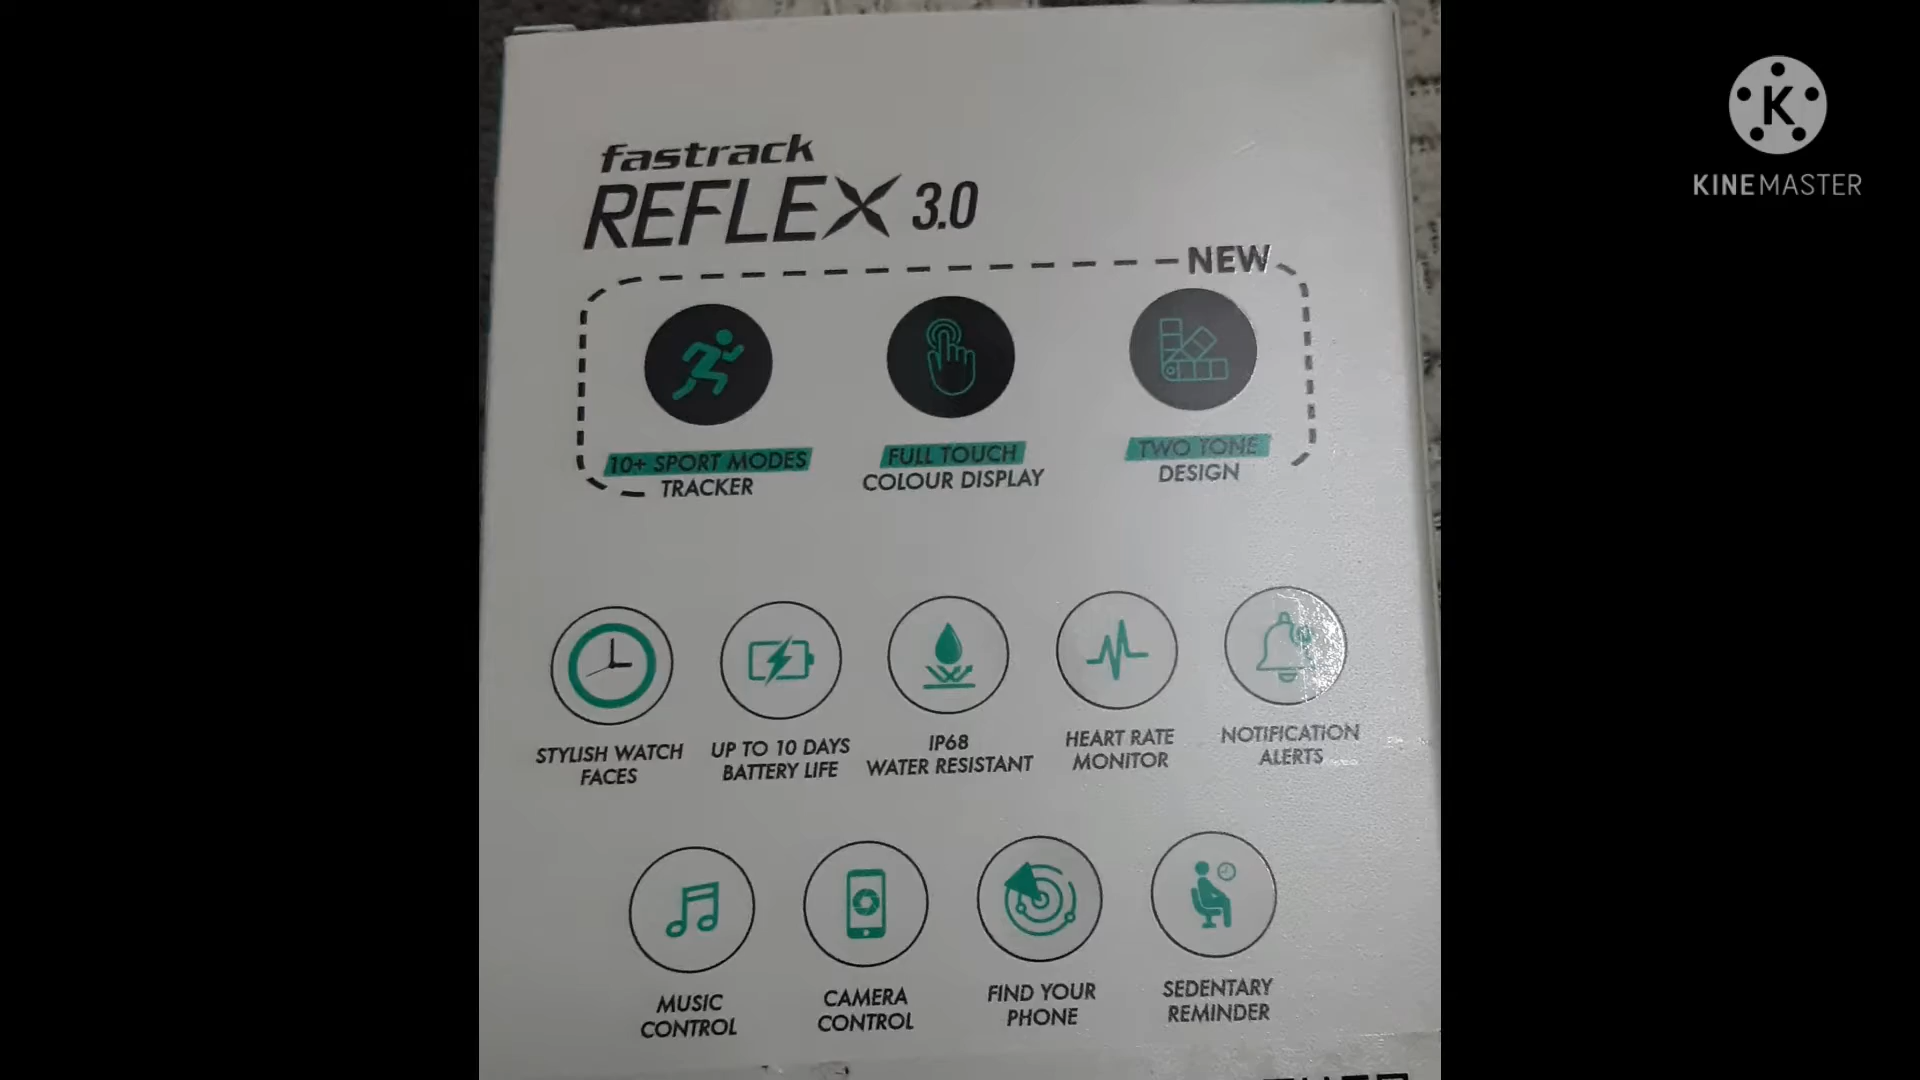 fastrack
REFLEX 3.0
NEW
10+ SPORT MODES
TRACKER
FULL TOUCH
COLOUR DISPLAY
TWO TONE
DESIGN
STYLISH WATCH
FACES
UP TO 10 DAYS
BATTERY LIFE
IP68
WATER RESISTANT
HEART RATE
MONITOR
NOTIFICATION
ALERTS
MUSIC
CONTROL
CAMERA
CONTROL
FIND YOUR
PHONE
SEDENTARY
REMINDER
K
KINEMASTER